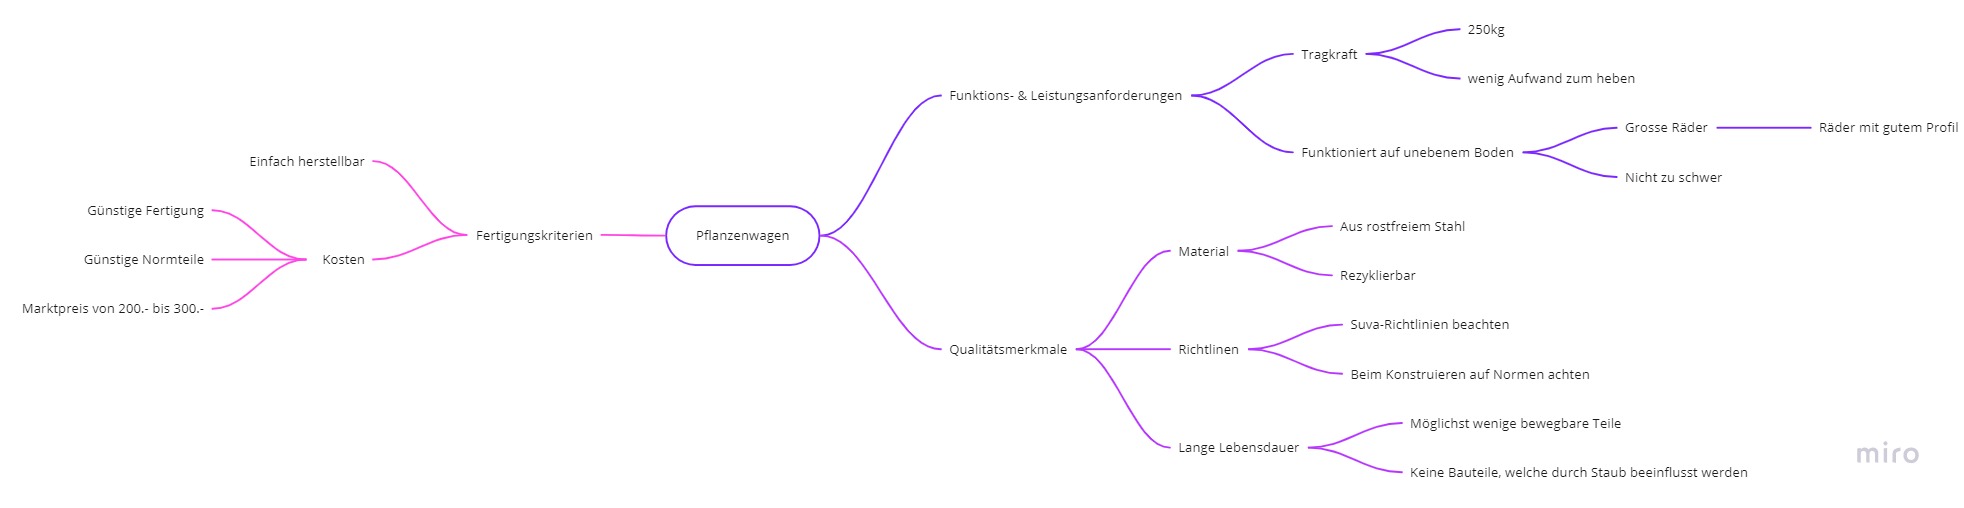 Pflanzenwagen
Fertigungskriterien
Einfach herstellbar
Kosten
Günstige Fertigung
Günstige Normteile
Marktpreis von 200.- bis 300.-
Funktions- & Leistungsanforderungen
Tragkraft
250kg
wenig Aufwand zum heben
Funktioniert auf unebenem Boden
Grosse Räder
Räder mit gutem Profil
Nicht zu schwer
Qualitätsmerkmale
Material
Aus rostfreiem Stahl
Rezyklierbar
Richtlinen
Suva-Richtlinien beachten
Beim Konstruieren auf Normen achten
Lange Lebensdauer
Möglichst wenige bewegbare Teile
Keine Bauteile, welche durch Staub beeinflusst werden
miro